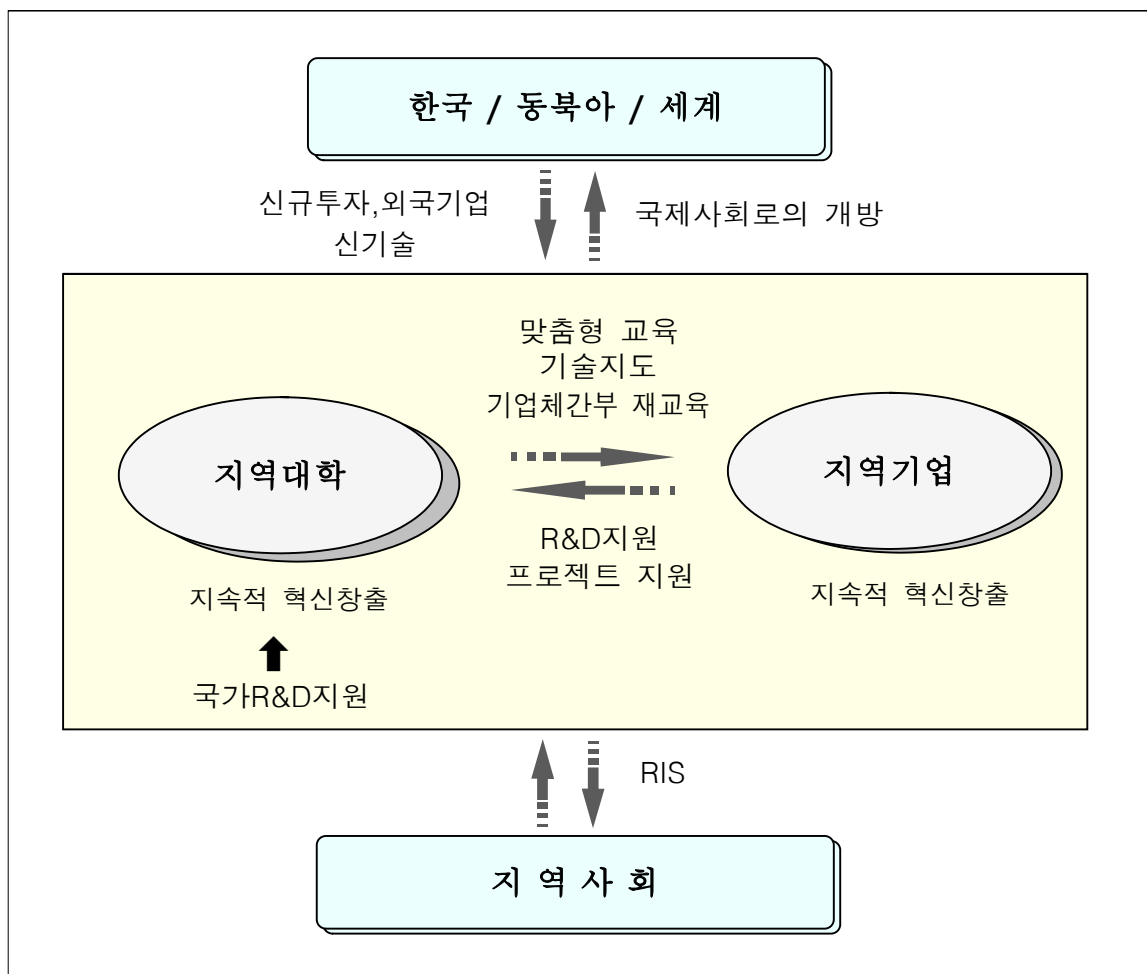 한국 / 동북아 / 세계
신규투자,외국기업
신기술
국제사회로의 개방
맞춤형 교육
기술지도
기업체간부 재교육
지역대학
지역기업
R&D지원
프로젝트 지원
지속적 혁신창출
지속적 혁신창출
국가R&D지원
RIS
지 역 사 회